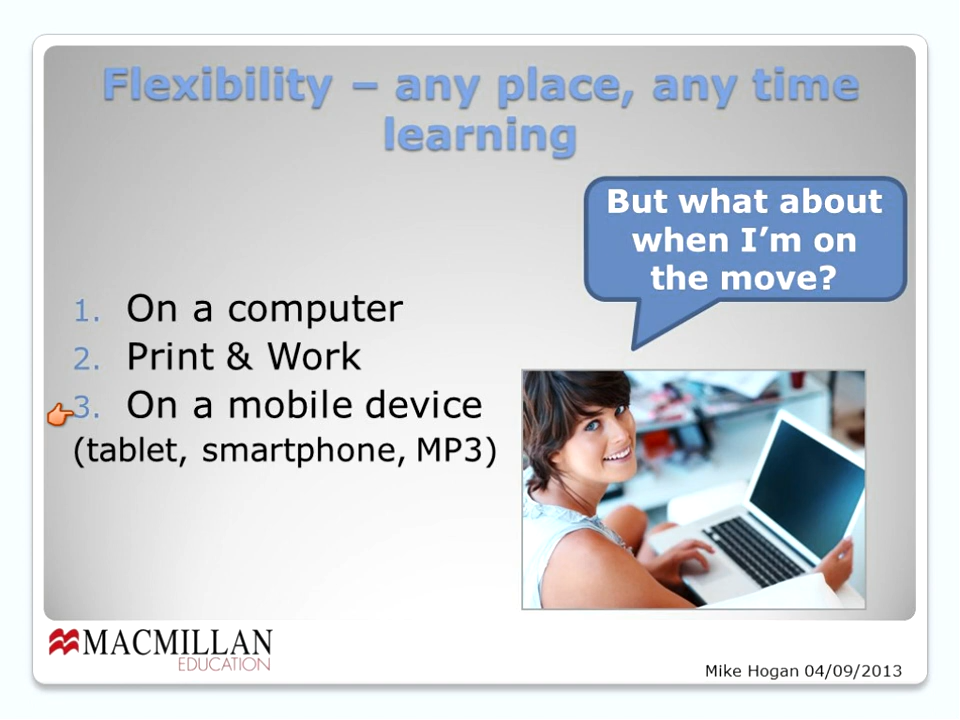 Flexibility – any place, any time
learning
But what about
when I’m on
the move?
1. On a computer
2. Print & Work
3. On a mobile device
(tablet, smartphone, MP3)
MACMILLAN
EDUCATION
Mike Hogan 04/09/2013